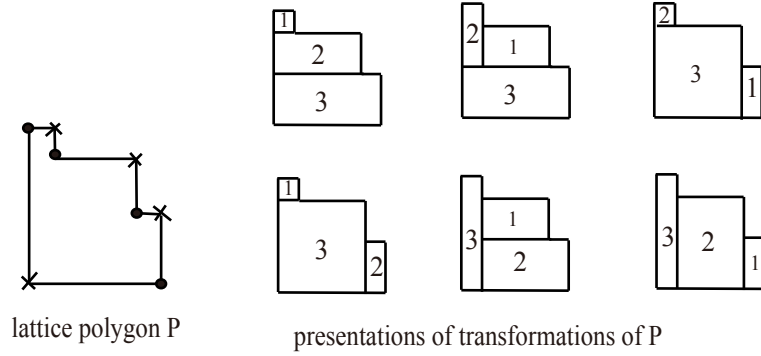 1 2 3
2 1 3
2 3 1
1 3 2
3 1 2
3 2 1
lattice polygon P
presentations of transformations of P